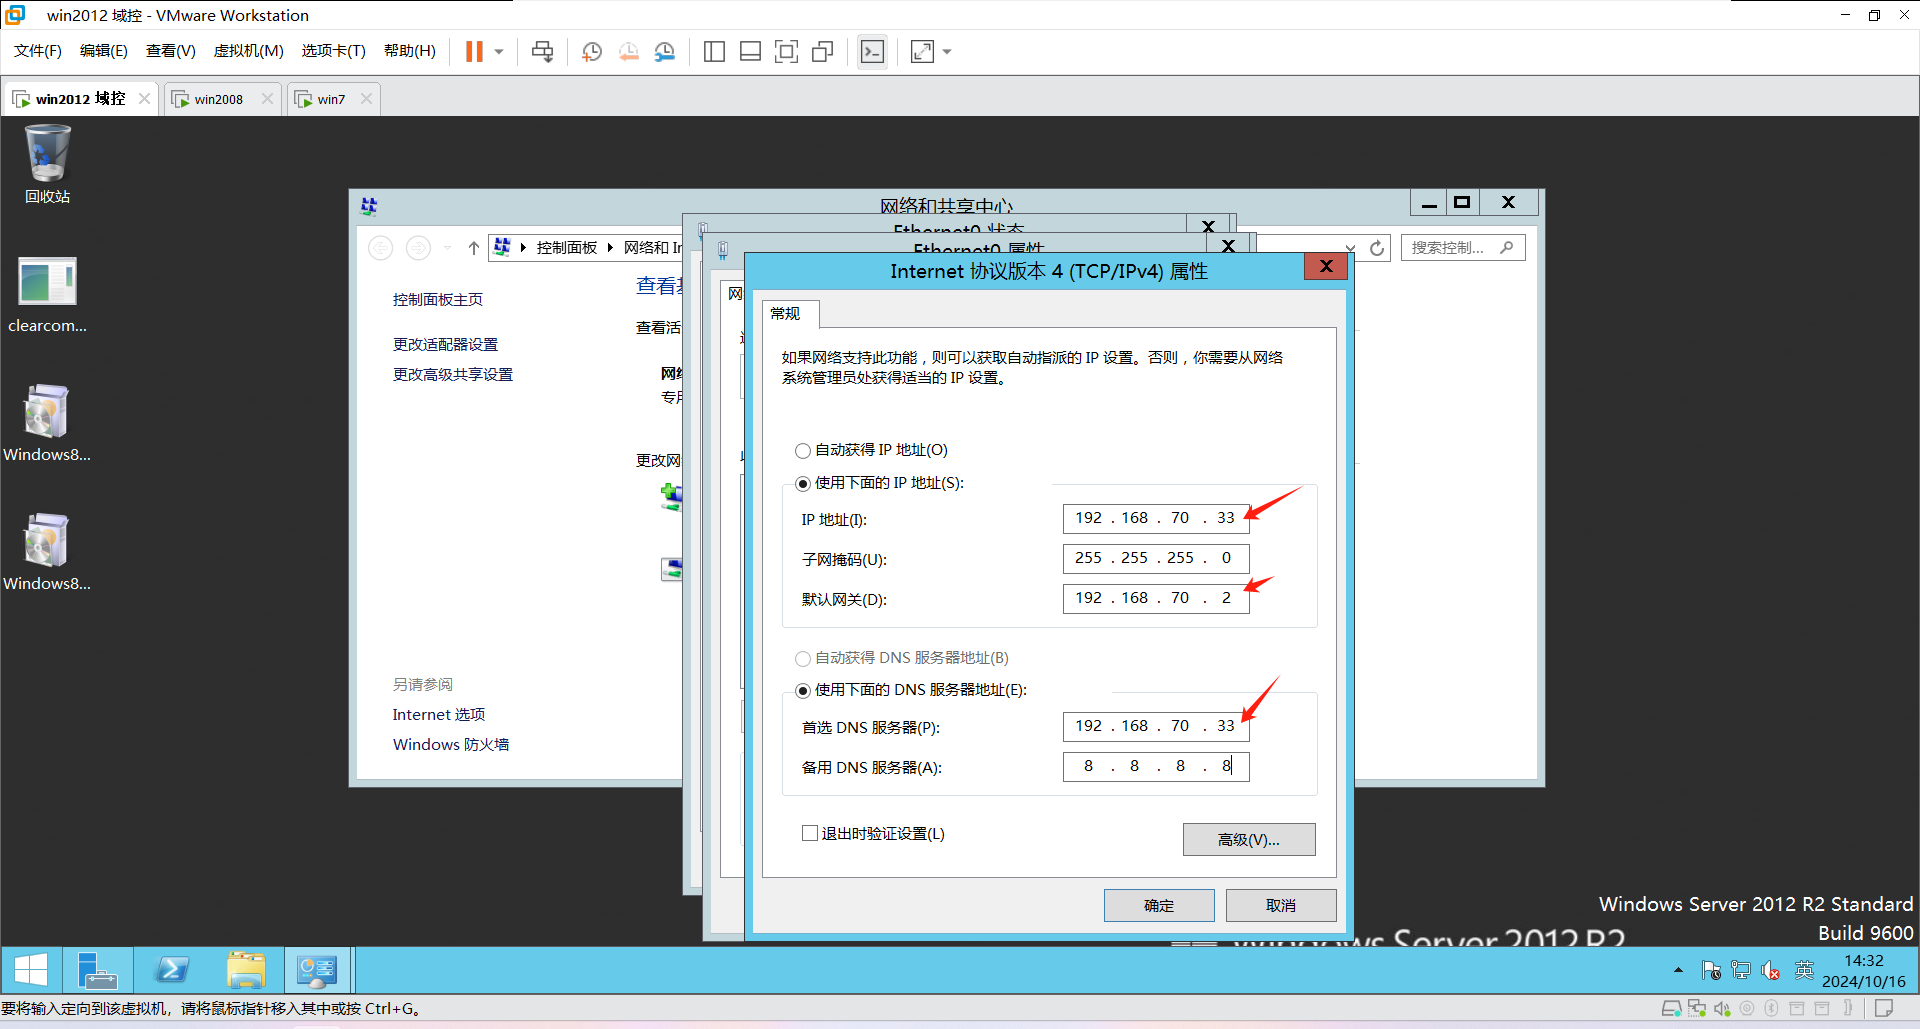 win2012 域控 - VMware Workstation
文件(F) 编辑(E) 查看(V) 虚拟机(M) 选项卡(T) 帮助(H)
win2012 域控 win2008 win7
回收站
clearcom...
Windows8...
Windows8...
网络和共享中心
Ethernet0 状态
Ethernet0 属性
控制面板 网络和 In
搜索控制...
控制面板主页
更改适配器设置
更改高级共享设置
查看
查看活
网络
专用
更改网
另请参阅
Internet 选项
Windows 防火墙
Internet 协议版本 4 (TCP/IPv4) 属性
常规
如果网络支持此功能，则可以获取自动指派的 IP 设置。否则，你需要从网络
系统管理员处获得适当的 IP 设置。
自动获得 IP 地址(O)
使用下面的 IP 地址(S):
IP 地址(I): 192 . 168 . 70 . 33
子网掩码(U): 255 . 255 . 255 . 0
默认网关(D): 192 . 168 . 70 . 2
自动获得 DNS 服务器地址(B)
使用下面的 DNS 服务器地址(E):
首选 DNS 服务器(P): 192 . 168 . 70 . 33
备用 DNS 服务器(A): 8 . 8 . 8 . 8
退出时验证设置(L)
高级(V)...
确定 取消
Windows Server 2012 R2 Standard
Build 9600
Windows Server 2012 R2
英
14:32
2024/10/16
要将输入定向到该虚拟机，请将鼠标指针移入其中或按 Ctrl+G。